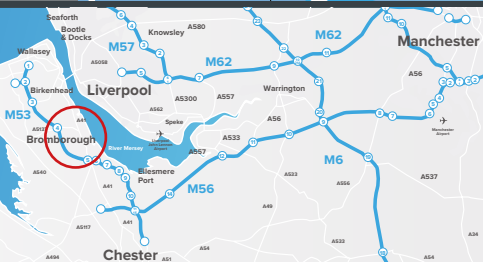 Seaforth
Bootle
& Docks
Knowsley
A580
M57
M62
Manchester
Wallasey
A5058
M62
A56
Birkenhead
Liverpool
Warrington
A5300
A557
M53
A562
Speke
A56
A41
Bromborough
River Mersey
A533
Manchester
Airport
A557
M6
Ellesmere
Port
A540
A41
M56
A523
A556
A537
A49
A5117
A41
A533
A34
Chester
A54
A494
A51
A54